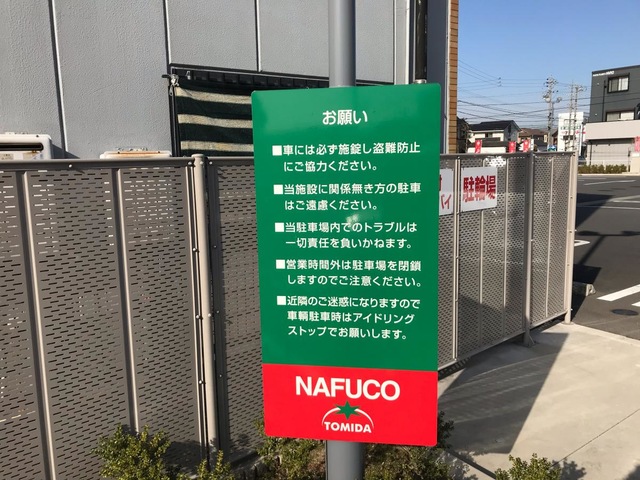 お願い
■車には必ず施錠し盗難防止
にご協力ください。
■当施設に関係無き方の駐車
はご遠慮ください。
■当駐車場内でのトラブルは
一切責任を負いかねます。
■営業時間外は駐車場を閉鎖
しますのでご注意ください。
■近隣のご迷惑になりますので
車輌駐車時はアイドリング
ストップでお願いします。
NAFUCO
TOMIDA
駐輪場
イ